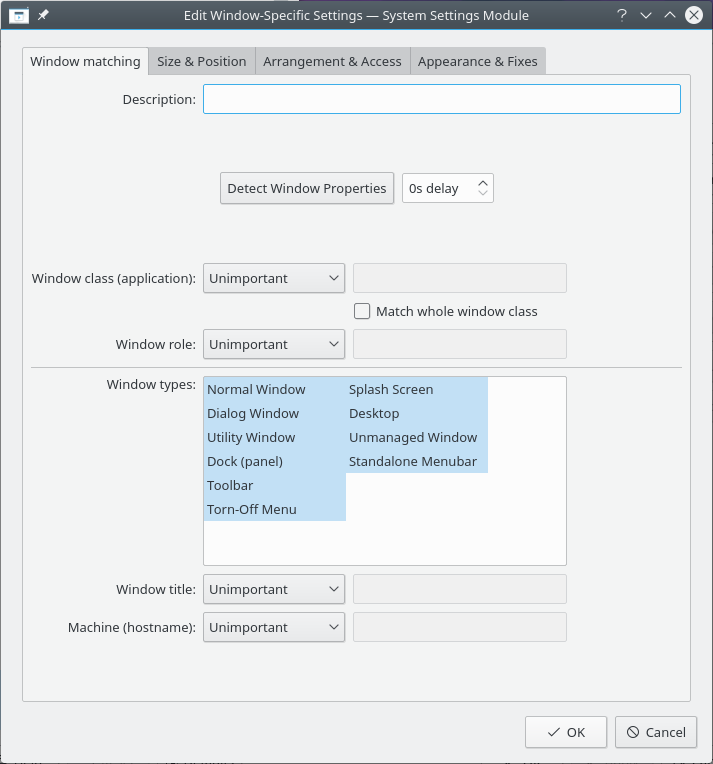 Edit Window-Specific Settings — System Settings Module
Window matching Size & Position Arrangement & Access Appearance & Fixes
Description:
Detect Window Properties 0s delay
Window class (application): Unimportant
Match whole window class
Window role: Unimportant
Window types:
Normal Window Splash Screen
Dialog Window Desktop
Utility Window Unmanaged Window
Dock (panel) Standalone Menubar
Toolbar
Torn-Off Menu
Window title: Unimportant
Machine (hostname): Unimportant
OK Cancel